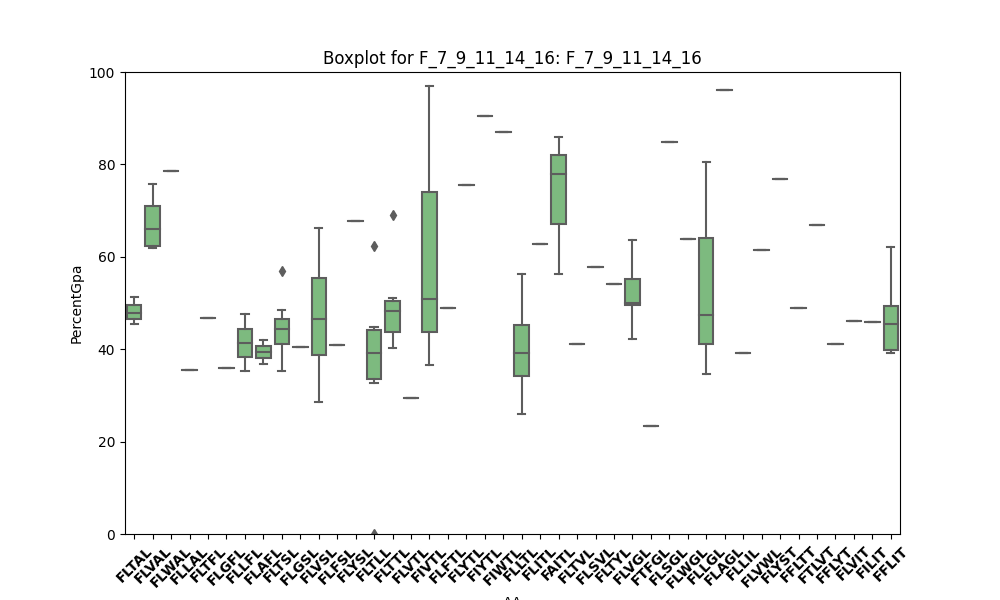 Boxplot for F_7_9_11_14_16: F_7_9_11_14_16
100
80
60
40
20
0
PercentGpa
FLTAL
FLVAL
FLWAL
FLLAL
FLTFL
FLGFL
FLLFL
FLAFL
FLTSL
FLGSL
FLVSL
FLFSL
FLYSL
FLTLL
FLTTL
FLVTL
FIVTL
FLFTL
FLYTL
FIYTL
FIWTL
FLLTL
FLITL
FAITL
FLTVL
FLSVL
FLTYL
FLVGL
FTFGL
FLSGL
FLWGL
FLLGL
FLAGL
FLLIL
FLVWL
FLYST
FFLTT
FTLVT
FFLYT
FLVIT
FILIT
FFLIT